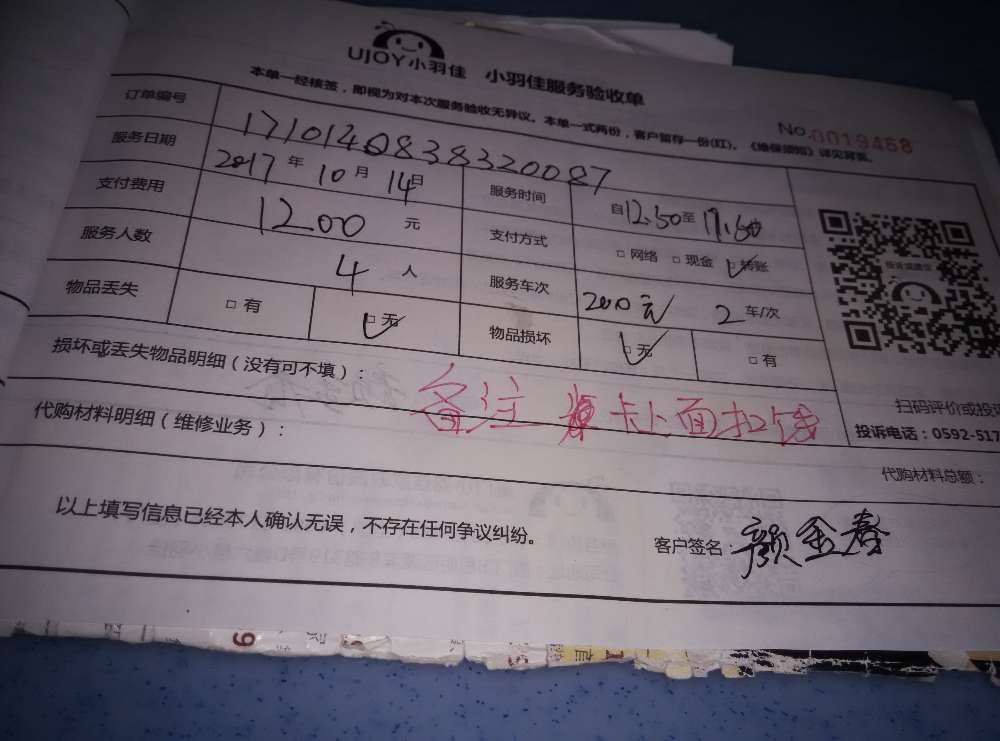 UJOY小羽佳 小羽佳服务验收单
本单一经接签，即视为对本次服务验收无异议。本单一式两份，客户留存一份(红)。《维保须知》详见背面。
No.0019468
订单编号 171014083832008７
服务日期 2017 年 10 月 14 日 服务时间 自 12.50 至 17.50
支付费用 1200 元 支付方式 □网络 □现金 □转账
服务人数 4 人 服务车次 200元 2 车/次
物品丢失 □有 □无 物品损坏 □无 □有
损坏或丢失物品明细（没有可不填）：
备注 卡上面扣钱
代购材料明细（维修业务）：
扫码评价或投
投诉电话：0592-517
代购材料总额：
以上填写信息已经本人确认无误，不存在任何争议纠纷。
客户签名：颜金春